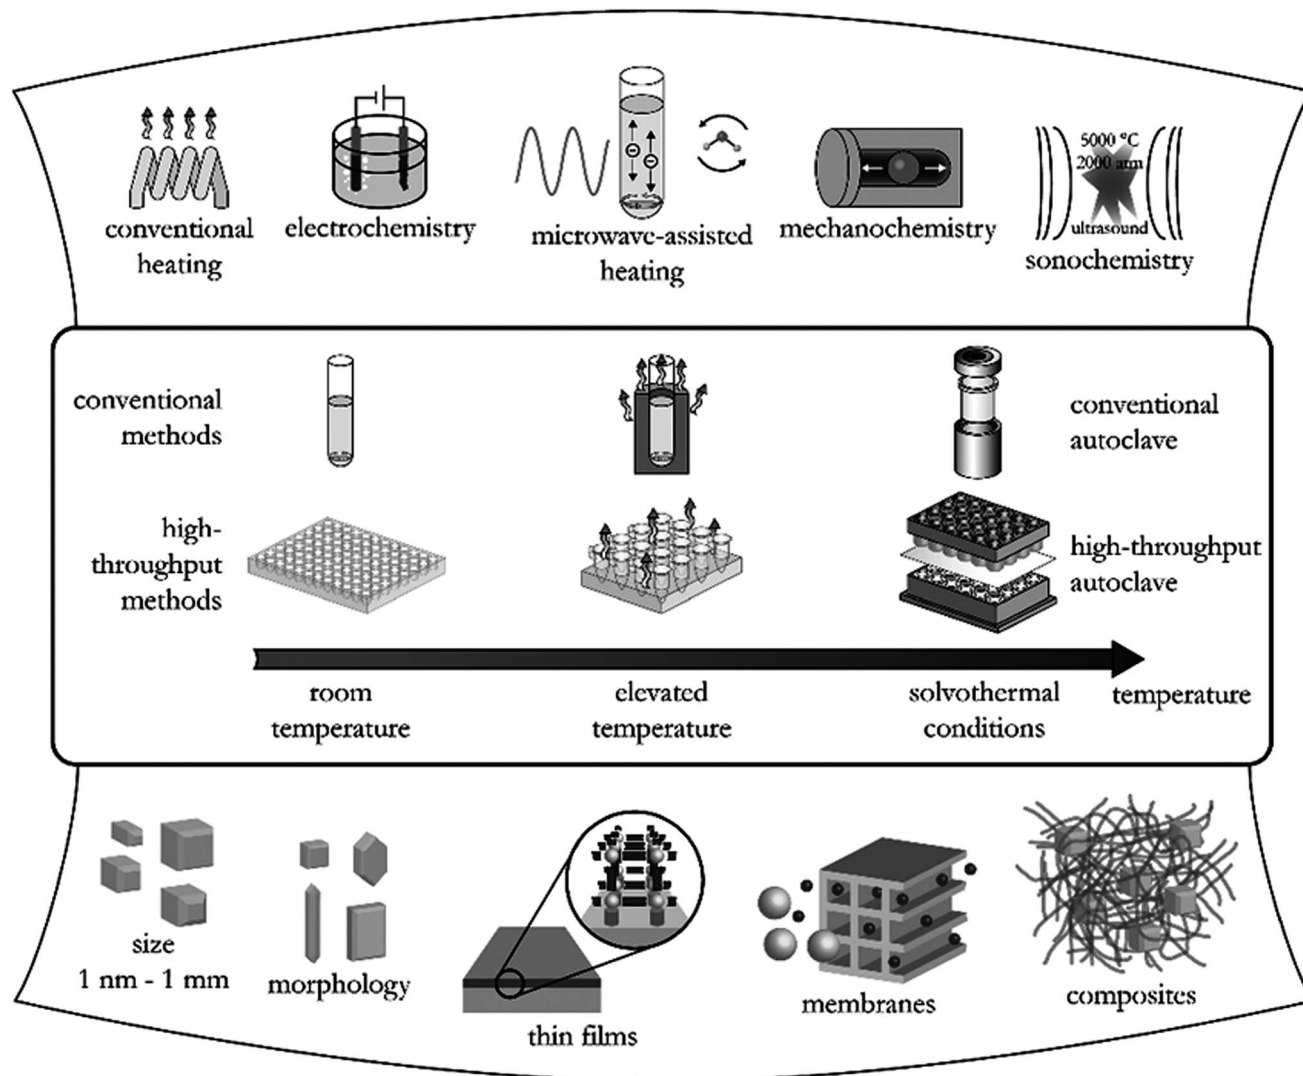 conventional
heating
electrochemistry
microwave-assisted
heating
mechanochemistry
5000 °C
2000 atm
ultrasound
sonochemistry
conventional
methods
conventional
autoclave
high-
throughput
methods
high-throughput
autoclave
room
temperature
elevated
temperature
solvothermal
conditions
temperature
size
1 nm - 1 mm
morphology
thin films
membranes
composites